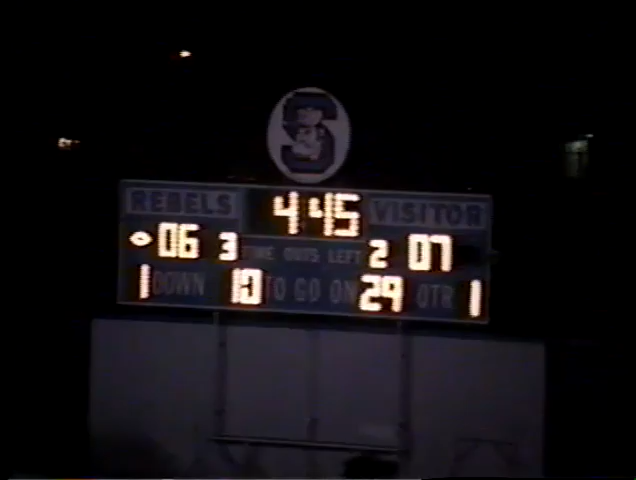 S
REBELS 4:45 VISITOR
06 3 TIME OUTS LEFT 2 07
1 DOWN 10 TO GO ON 29 QTR 1